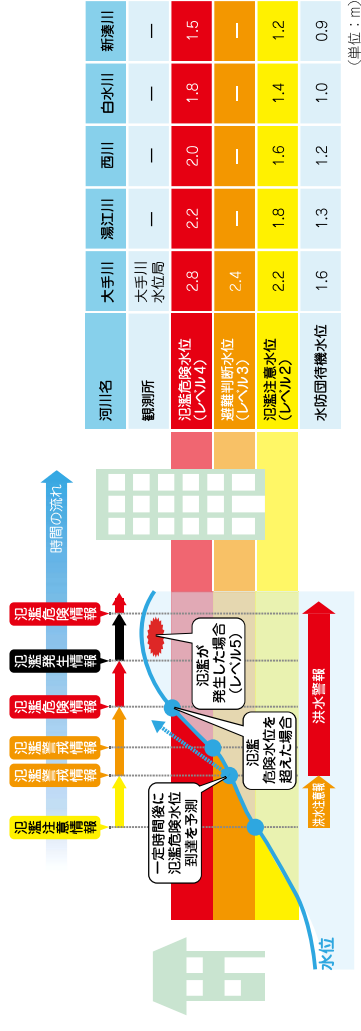 時間の流れ
氾濫注意情報
氾濫警戒情報
氾濫警戒情報
氾濫危険情報
氾濫発生情報
氾濫危険情報
一定時間後に
氾濫危険水位
到達を予測
氾濫
危険水位を
超えた場合
氾濫が
発生した場合
(レベル5)
水位
洪水注意報
洪水警報
河川名 大手川 湯江川 西川 白水川 新湊川
観測所 大手川水位局 — — — —
氾濫危険水位(レベル4) 2.8 2.2 2.0 1.8 1.5
避難判断水位(レベル3) 2.4 — — — —
氾濫注意水位(レベル2) 2.2 1.8 1.6 1.4 1.2
水防団待機水位 1.6 1.3 1.2 1.0 0.9
(単位:m)